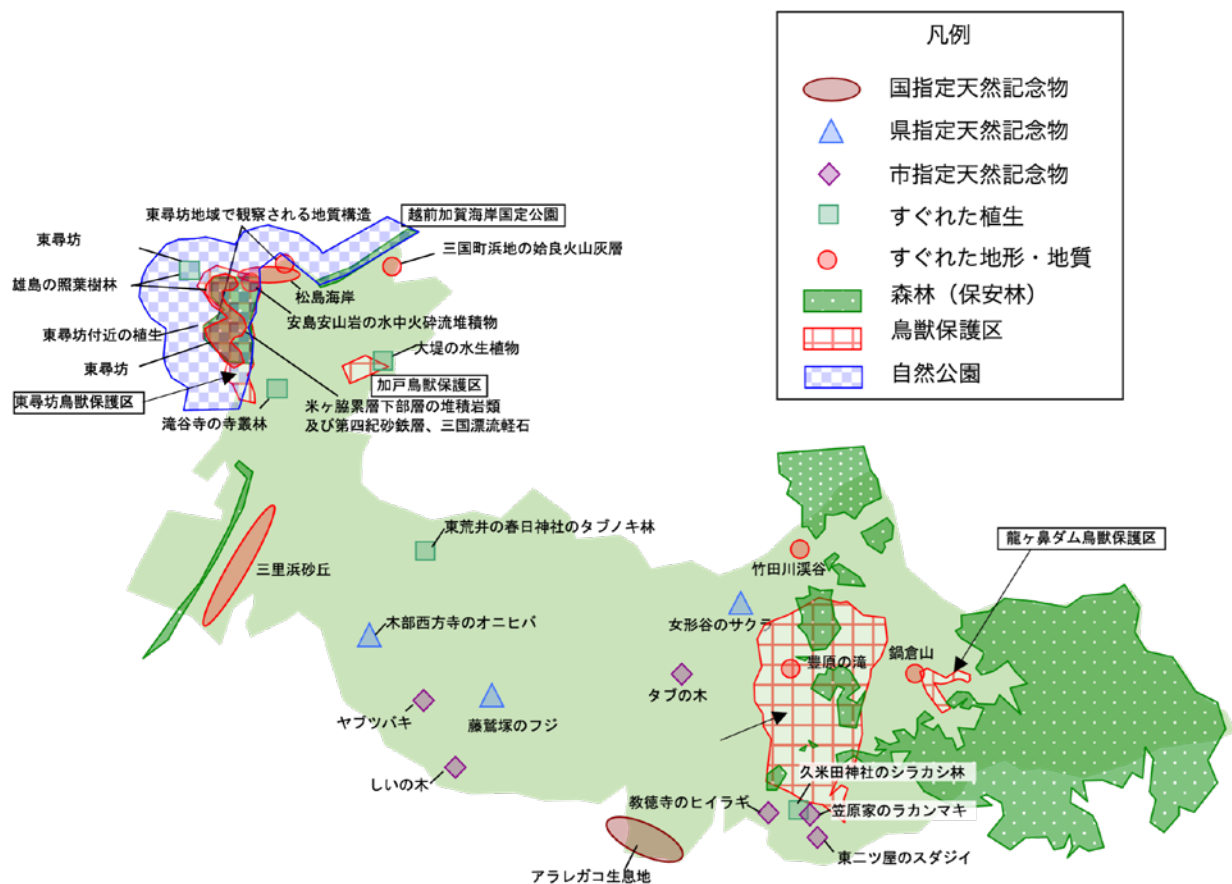 凡例
国指定天然記念物
県指定天然記念物
市指定天然記念物
すぐれた植生
すぐれた地形・地質
森林（保安林）
鳥獣保護区
自然公園
東尋坊地域で観察される地質構造
越前加賀海岸国定公園
東尋坊
三国町浜地の姶良火山灰層
雄島の照葉樹林
松島海岸
安島安山岩の水中火砕流堆積物
東尋坊付近の植生
大堤の水生植物
東尋坊
加戸鳥獣保護区
東尋坊鳥獣保護区
米ヶ脇累層下部層の堆積岩類
及び第四紀砂鉄層、三国漂流軽石
滝谷寺の寺叢林
東荒井の春日神社のタブノキ林
龍ヶ鼻ダム鳥獣保護区
三里浜砂丘
竹田川渓谷
木部西方寺のオニヒバ
女形谷のサクラ
豊原の滝
鍋倉山
タブの木
ヤブツバキ
藤鷲塚のフジ
しいの木
久米田神社のシラカシ林
教徳寺のヒイラギ
笠原家のラカンマキ
東二ツ屋のスダジイ
アラレガコ生息地